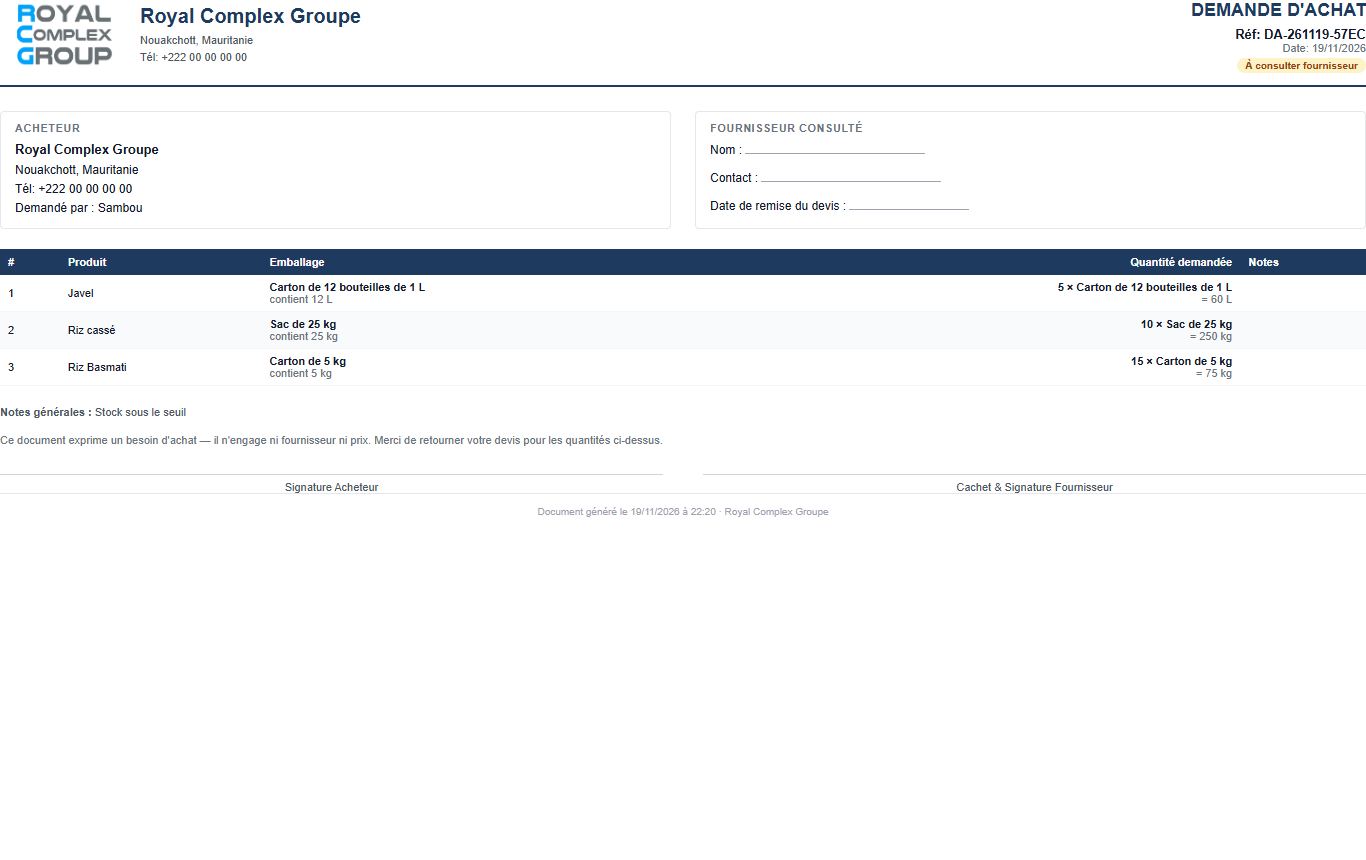 ROYAL
COMPLEX
GROUP
Royal Complex Groupe
Nouakchott, Mauritanie
Tél: +222 00 00 00 00
DEMANDE D'ACHAT
Réf: DA-261119-57EC
Date: 19/11/2026
À consulter fournisseur
ACHETEUR
Royal Complex Groupe
Nouakchott, Mauritanie
Tél: +222 00 00 00 00
Demandé par : Sambou
FOURNISSEUR CONSULTÉ
Nom :
Contact :
Date de remise du devis :
# Produit Emballage Quantité demandée Notes
1 Javel Carton de 12 bouteilles de 1 L 5 × Carton de 12 bouteilles de 1 L
contient 12 L = 60 L
2 Riz cassé Sac de 25 kg 10 × Sac de 25 kg
contient 25 kg = 250 kg
3 Riz Basmati Carton de 5 kg 15 × Carton de 5 kg
contient 5 kg = 75 kg
Notes générales : Stock sous le seuil
Ce document exprime un besoin d'achat — il n'engage ni fournisseur ni prix. Merci de retourner votre devis pour les quantités ci-dessus.
Signature Acheteur Cachet & Signature Fournisseur
Document généré le 19/11/2026 à 22:20 · Royal Complex Groupe